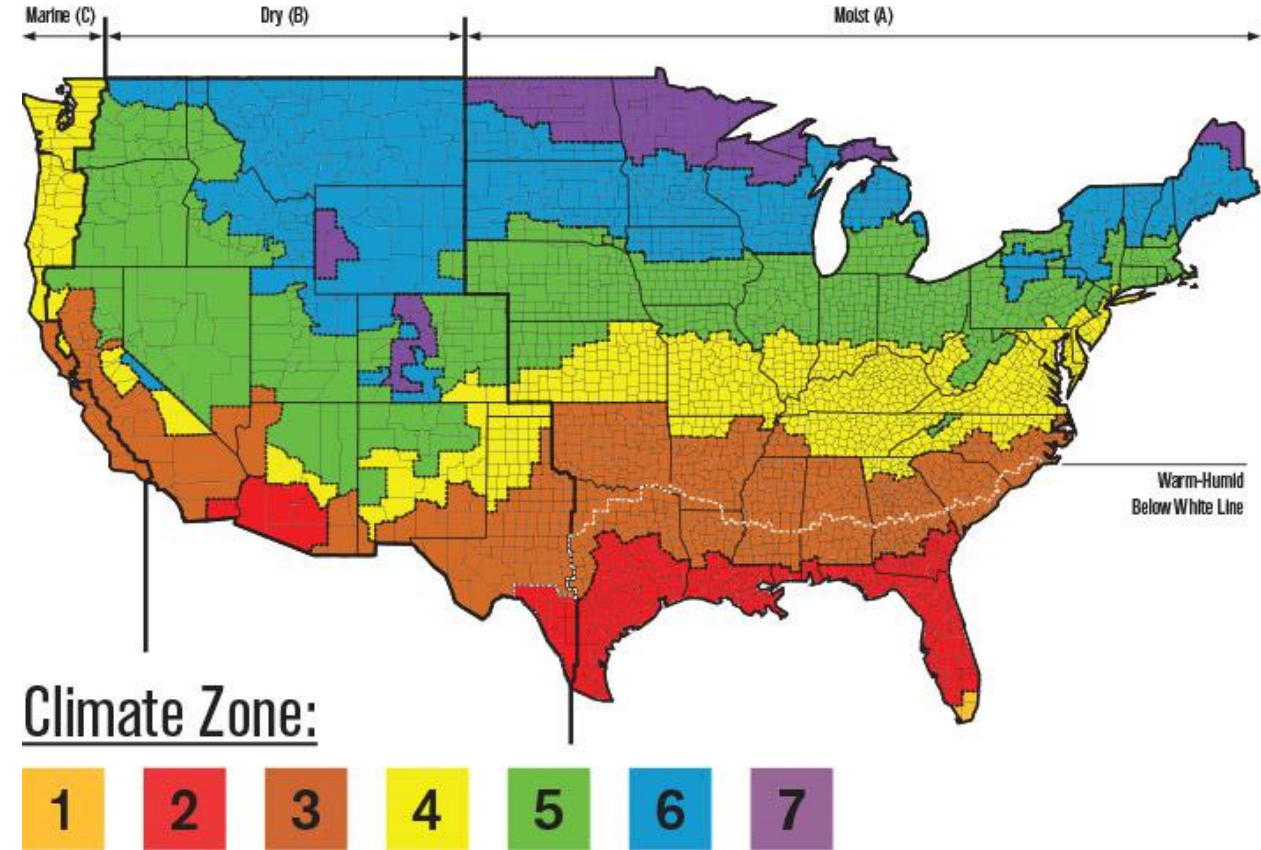 Marine (C)
Dry (B)
Moist (A)
Warm-Humid
Below White Line
Climate Zone:
1
2
3
4
5
6
7